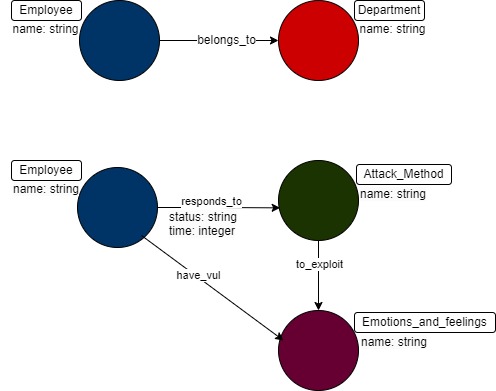 Employee
name: string
belongs_to
Department
name: string
Employee
name: string
responds_to
status: string
time: integer
Attack_Method
name: string
have_vul
to_exploit
Emotions_and_feelings
name: string